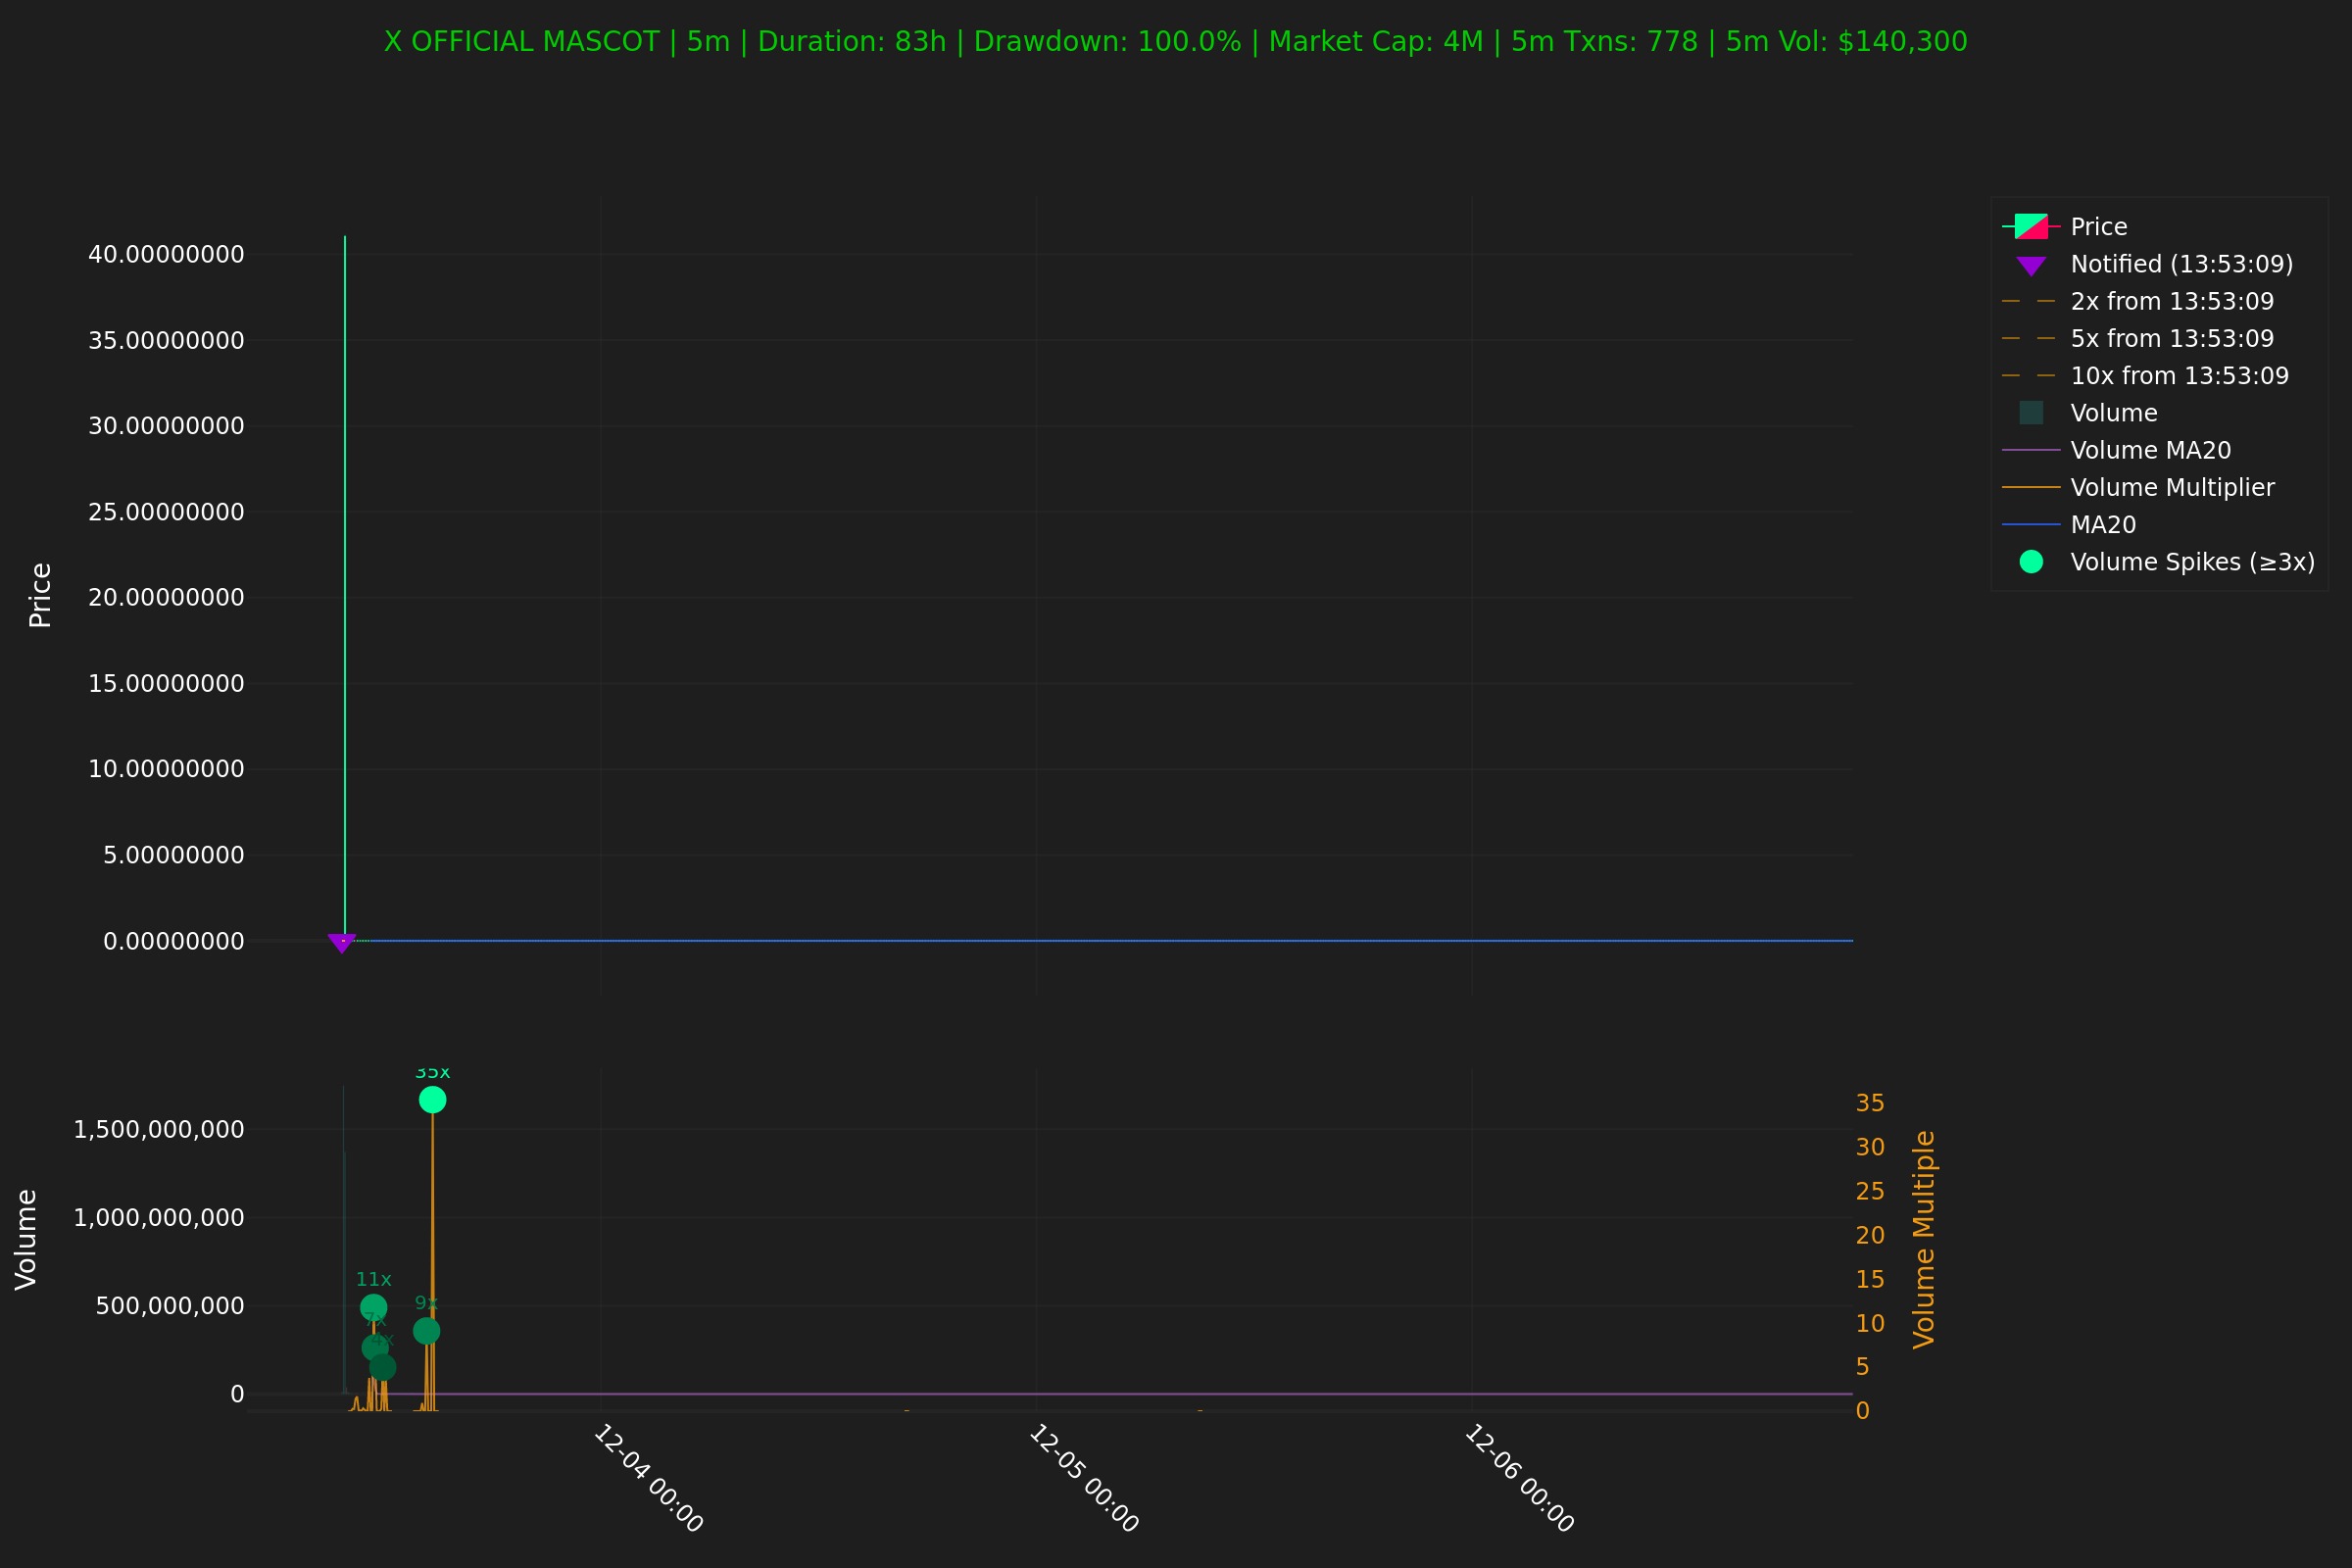 X OFFICIAL MASCOT | 5m | Duration: 83h | Drawdown: 100.0% | Market Cap: 4M | 5m Txns: 778 | 5m Vol: $140,300
Price
40.00000000
35.00000000
30.00000000
25.00000000
20.00000000
15.00000000
10.00000000
5.00000000
0.00000000
Price
Notified (13:53:09)
2x from 13:53:09
5x from 13:53:09
10x from 13:53:09
Volume
Volume MA20
Volume Multiplier
MA20
Volume Spikes (≥3x)
Volume
1,500,000,000
1,000,000,000
500,000,000
0
35x
11x
7x
4x
9x
35
30
25
20
15
10
5
0
Volume Multiple
12-04 00:00
12-05 00:00
12-06 00:00